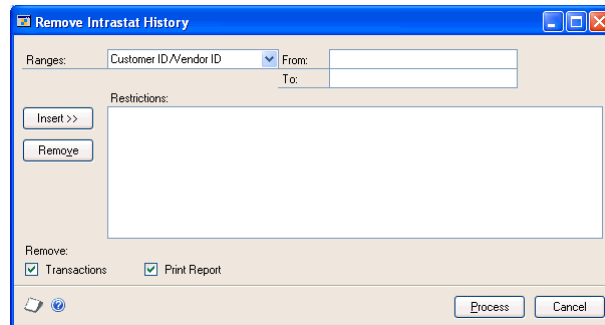 Remove Intrastat History
Ranges: Customer ID/Vendor ID From:
To:
Restrictions:
Insert >>
Remove
Remove:
Transactions Print Report
Process Cancel